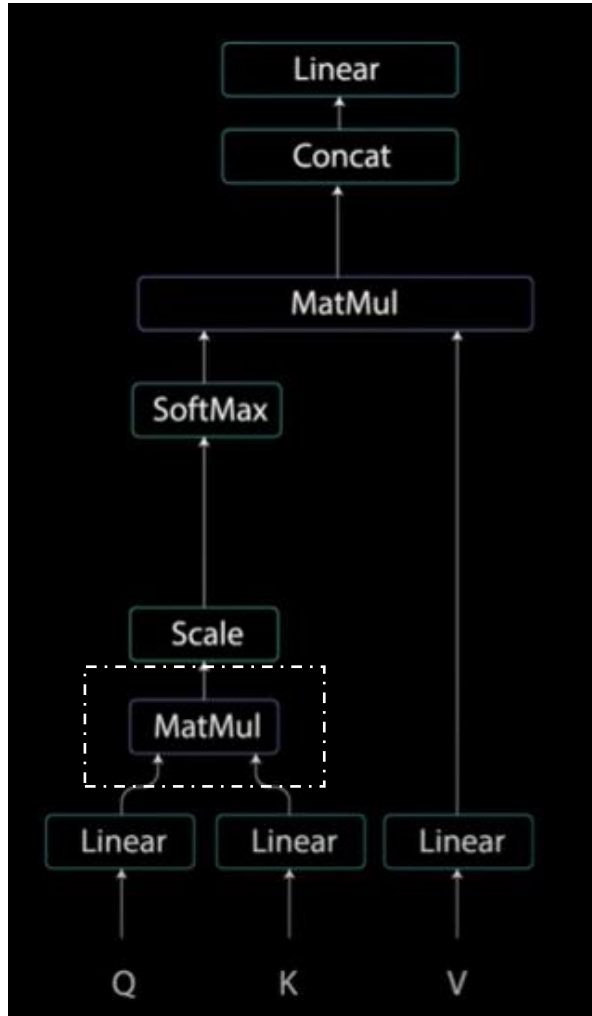 Linear
Concat
MatMul
SoftMax
Scale
MatMul
Linear Linear Linear
Q K V